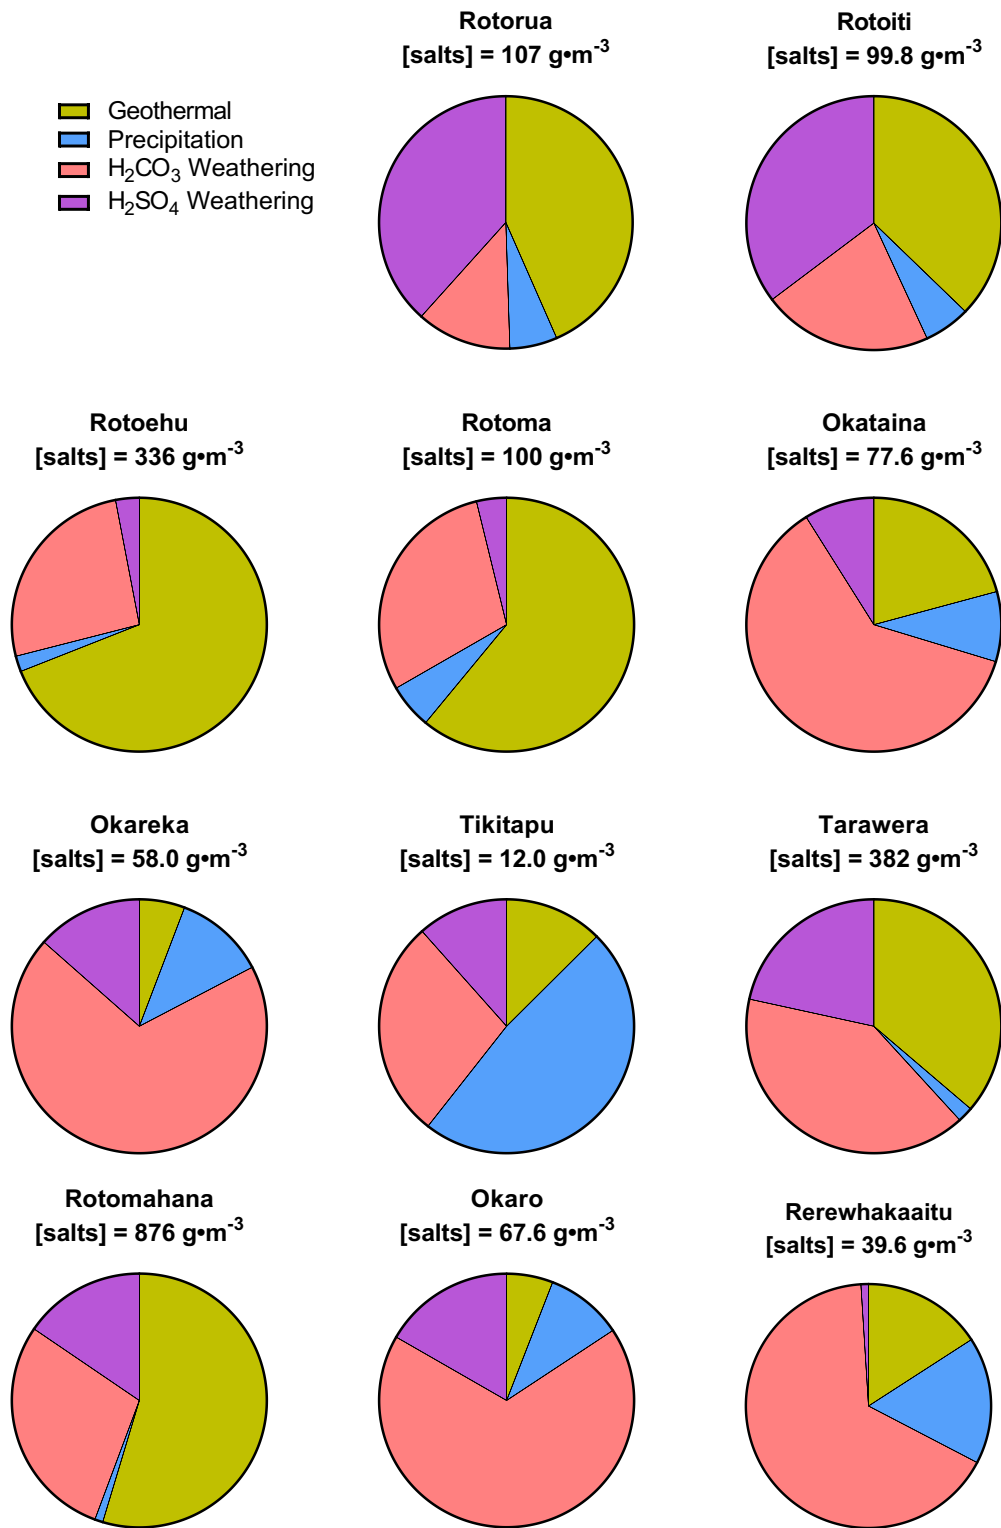 Rotorua
[salts] = 107 g•m⁻³
Rotoiti
[salts] = 99.8 g•m⁻³
Geothermal
Precipitation
H₂CO₃ Weathering
H₂SO₄ Weathering
Rotoehu
[salts] = 336 g•m⁻³
Rotoma
[salts] = 100 g•m⁻³
Okataina
[salts] = 77.6 g•m⁻³
Okareka
[salts] = 58.0 g•m⁻³
Tikitapu
[salts] = 12.0 g•m⁻³
Tarawera
[salts] = 382 g•m⁻³
Rotomahana
[salts] = 876 g•m⁻³
Okaro
[salts] = 67.6 g•m⁻³
Rerewhakaaitu
[salts] = 39.6 g•m⁻³